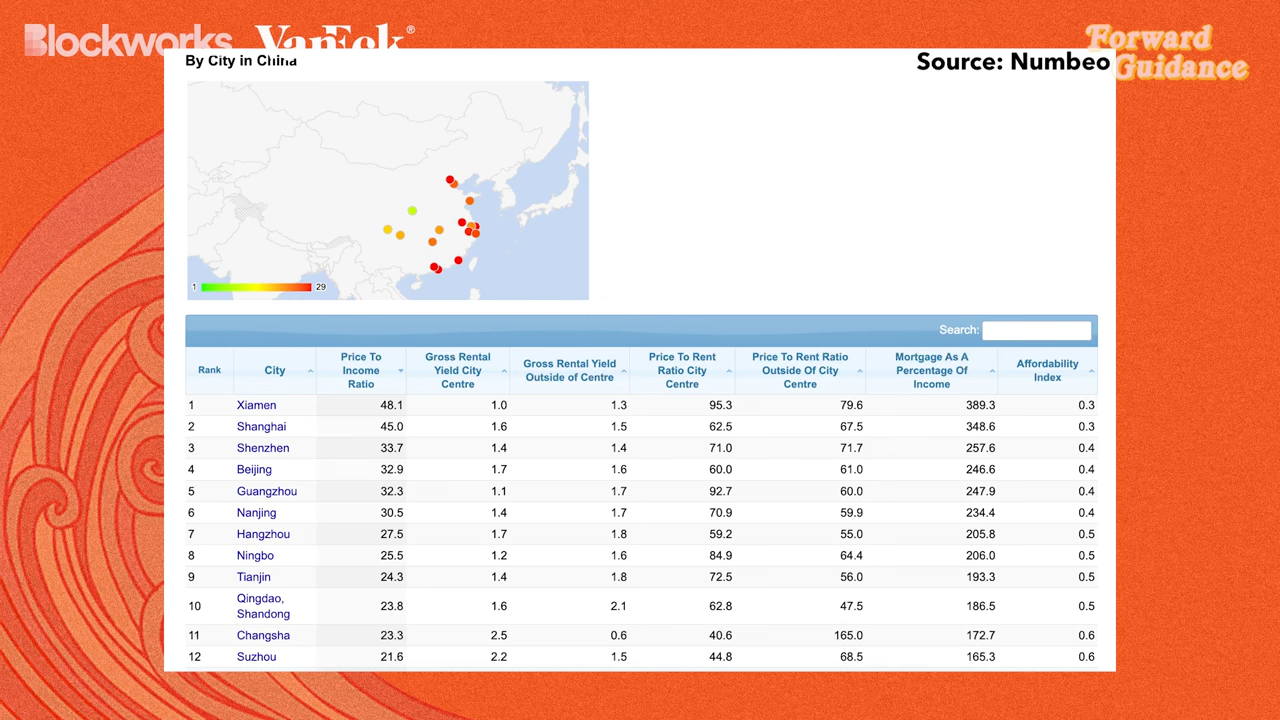 Blockworks VanEck® Forward
Guidance
By City in China Source: Numbeo
1 29
Search:
Rank City Price To Income Ratio Gross Rental Yield City Centre Gross Rental Yield Outside of Centre Price To Rent Ratio City Centre Price To Rent Ratio Outside Of City Centre Mortgage As A Percentage Of Income Affordability Index
1 Xiamen 48.1 1.0 1.3 95.3 79.6 389.3 0.3
2 Shanghai 45.0 1.6 1.5 62.5 67.5 348.6 0.3
3 Shenzhen 33.7 1.4 1.4 71.0 71.7 257.6 0.4
4 Beijing 32.9 1.7 1.6 60.0 61.0 246.6 0.4
5 Guangzhou 32.3 1.1 1.7 92.7 60.0 247.9 0.4
6 Nanjing 30.5 1.4 1.7 70.9 59.9 234.4 0.4
7 Hangzhou 27.5 1.7 1.8 59.2 55.0 205.8 0.5
8 Ningbo 25.5 1.2 1.6 84.9 64.4 206.0 0.5
9 Tianjin 24.3 1.4 1.8 72.5 56.0 193.3 0.5
10 Qingdao, Shandong 23.8 1.6 2.1 62.8 47.5 186.5 0.5
11 Changsha 23.3 2.5 0.6 40.6 165.0 172.7 0.6
12 Suzhou 21.6 2.2 1.5 44.8 68.5 165.3 0.6